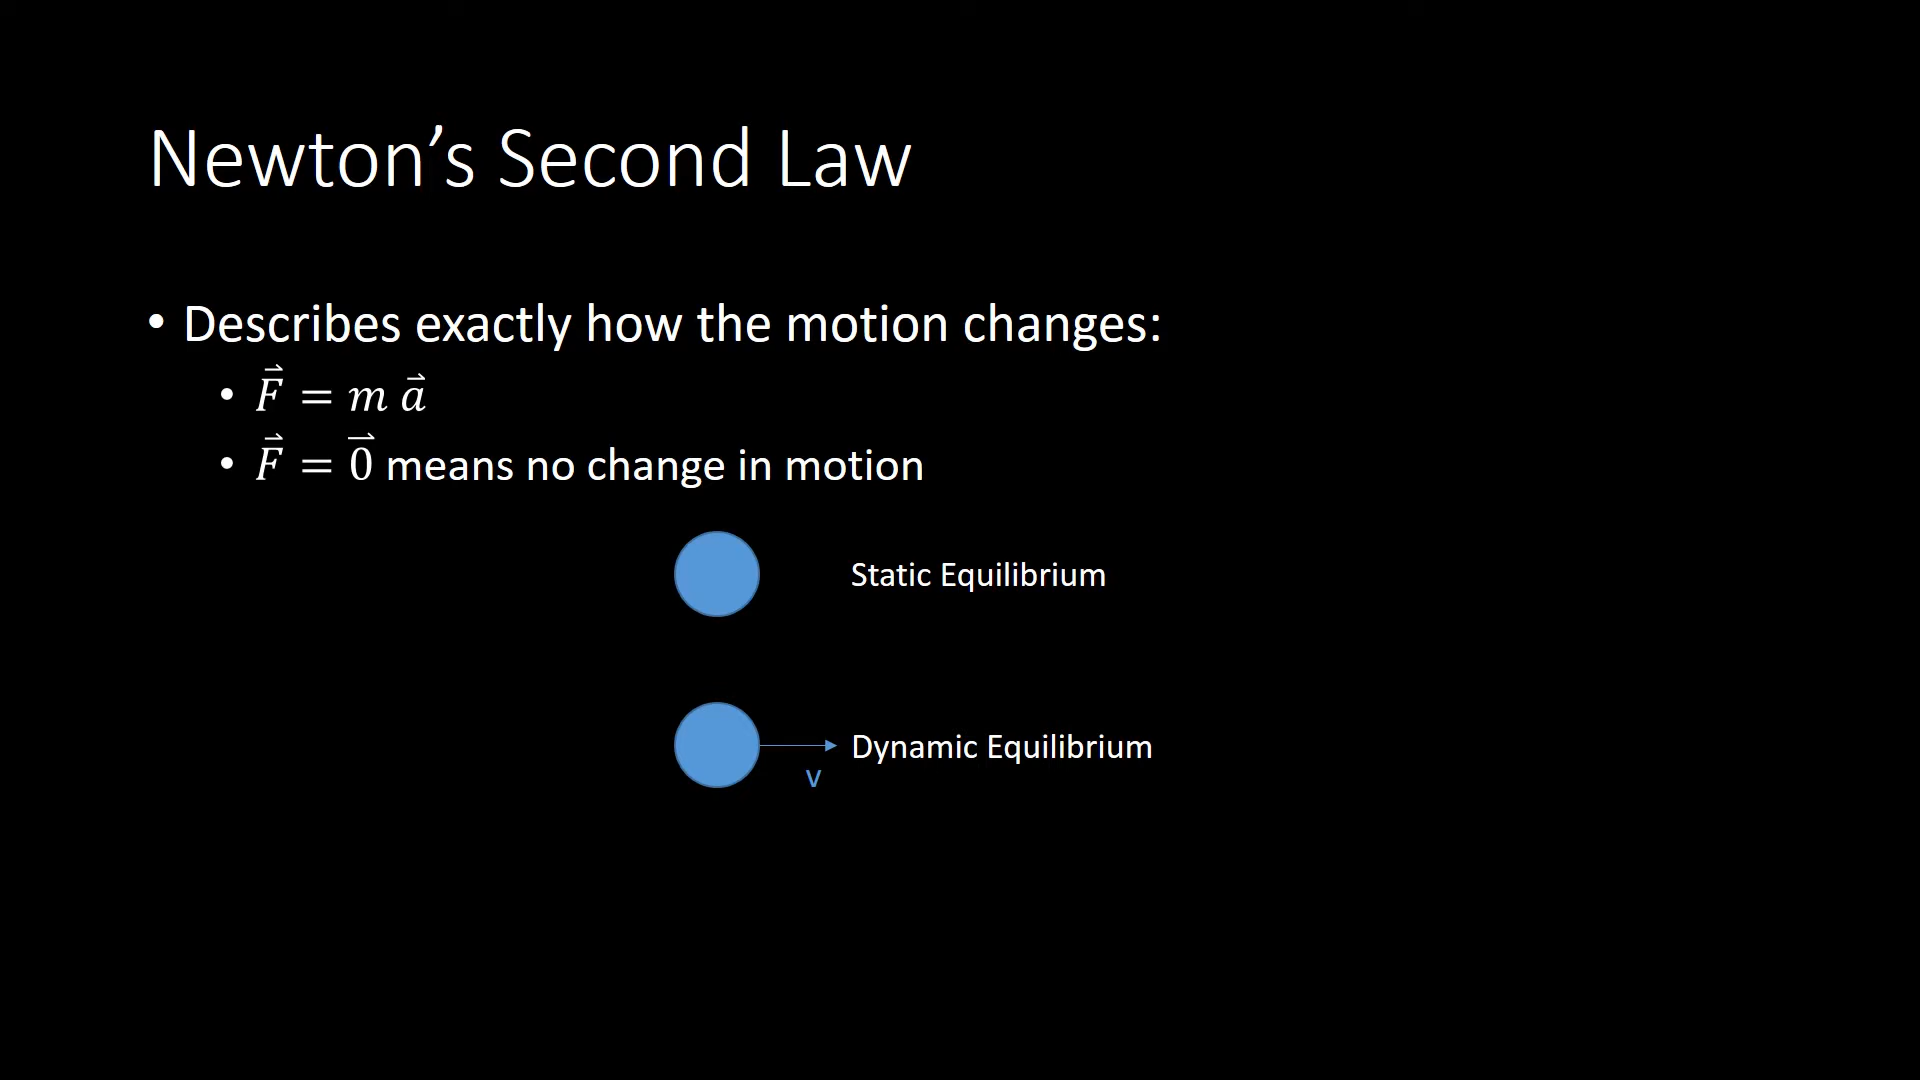 Newton’s Second Law
• Describes exactly how the motion changes:
• F⃗ = m a⃗
• F⃗ = 0⃗ means no change in motion
Static Equilibrium
Dynamic Equilibrium
v